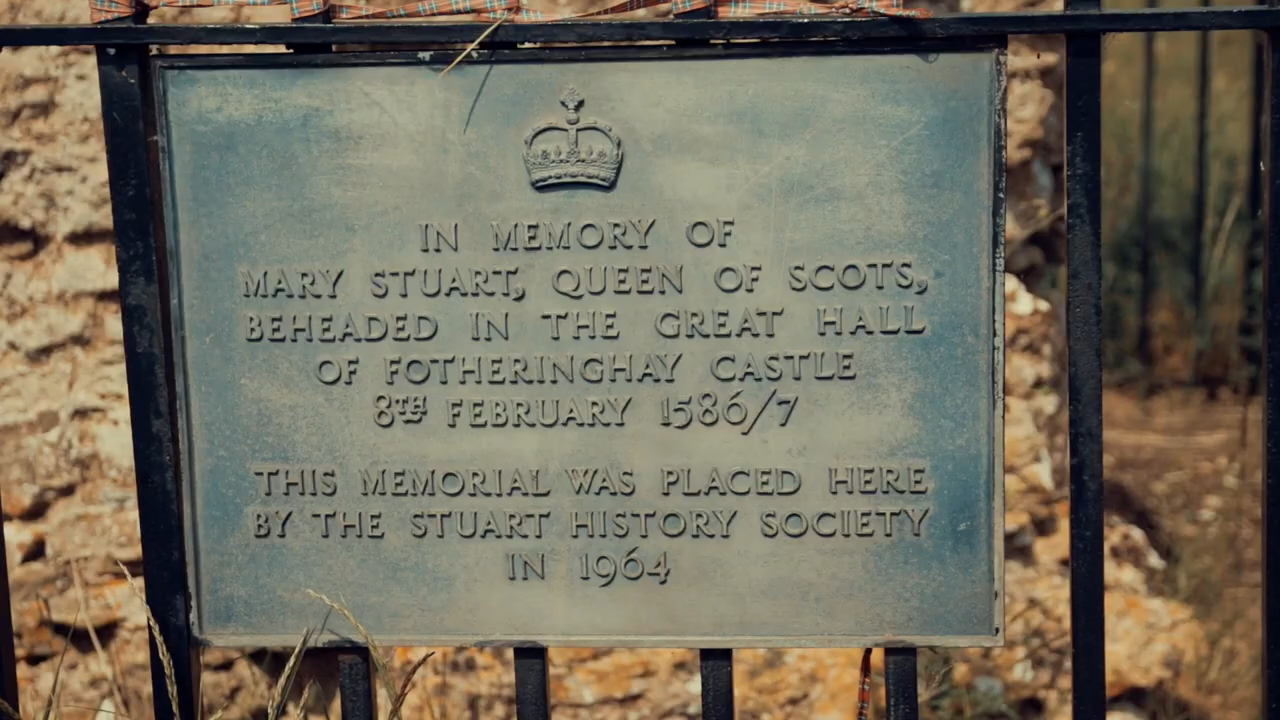 IN MEMORY OF
MARY STUART, QUEEN OF SCOTS,
BEHEADED IN THE GREAT HALL
OF FOTHERINGHAY CASTLE
8TH FEBRUARY 1586/7
THIS MEMORIAL WAS PLACED HERE
BY THE STUART HISTORY SOCIETY
IN 1964